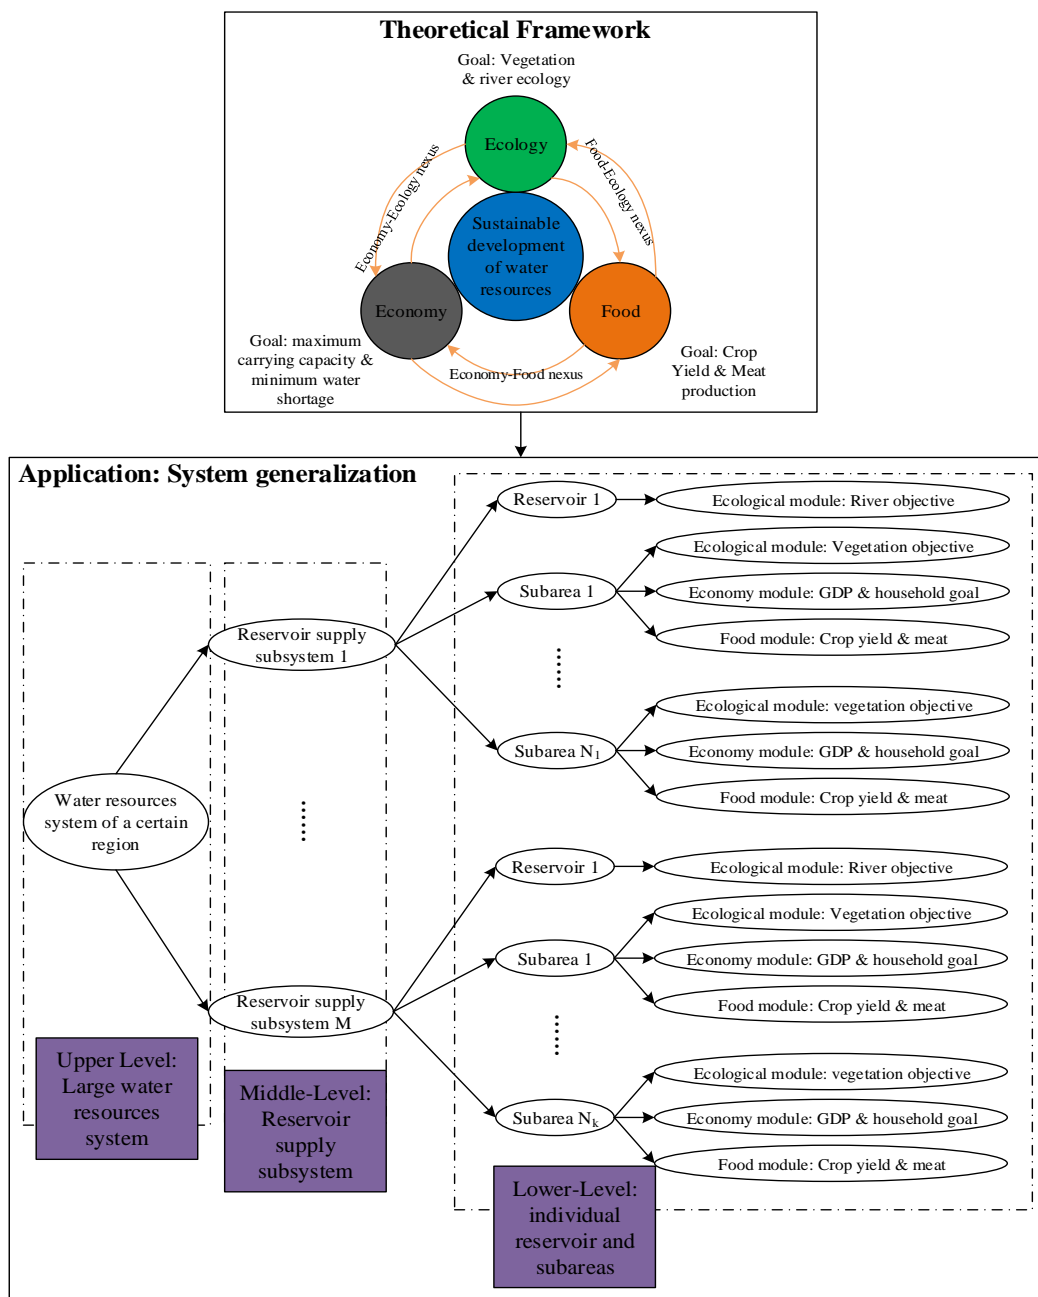 Theoretical Framework
Goal: Vegetation
& river ecology
Ecology
Economy-Ecology nexus
Food-Ecology nexus
Sustainable
development
of water
resources
Economy
Food
Goal: maximum
carrying capacity &
minimum water
shortage
Economy-Food nexus
Goal: Crop
Yield & Meat
production
Application: System generalization
Reservoir 1
Ecological module: River objective
Ecological module: Vegetation objective
Subarea 1
Economy module: GDP & household goal
Food module: Crop yield & meat
Reservoir supply
subsystem 1
......
Ecological module: vegetation objective
Subarea N1
Economy module: GDP & household goal
Food module: Crop yield & meat
Water resources
system of a certain
region
......
Reservoir 1
Ecological module: River objective
Ecological module: Vegetation objective
Subarea 1
Economy module: GDP & household goal
Food module: Crop yield & meat
Reservoir supply
subsystem M
......
Ecological module: vegetation objective
Subarea Nk
Economy module: GDP & household goal
Food module: Crop yield & meat
Upper Level:
Large water
resources
system
Middle-Level:
Reservoir
supply
subsystem
Lower-Level:
individual
reservoir and
subareas